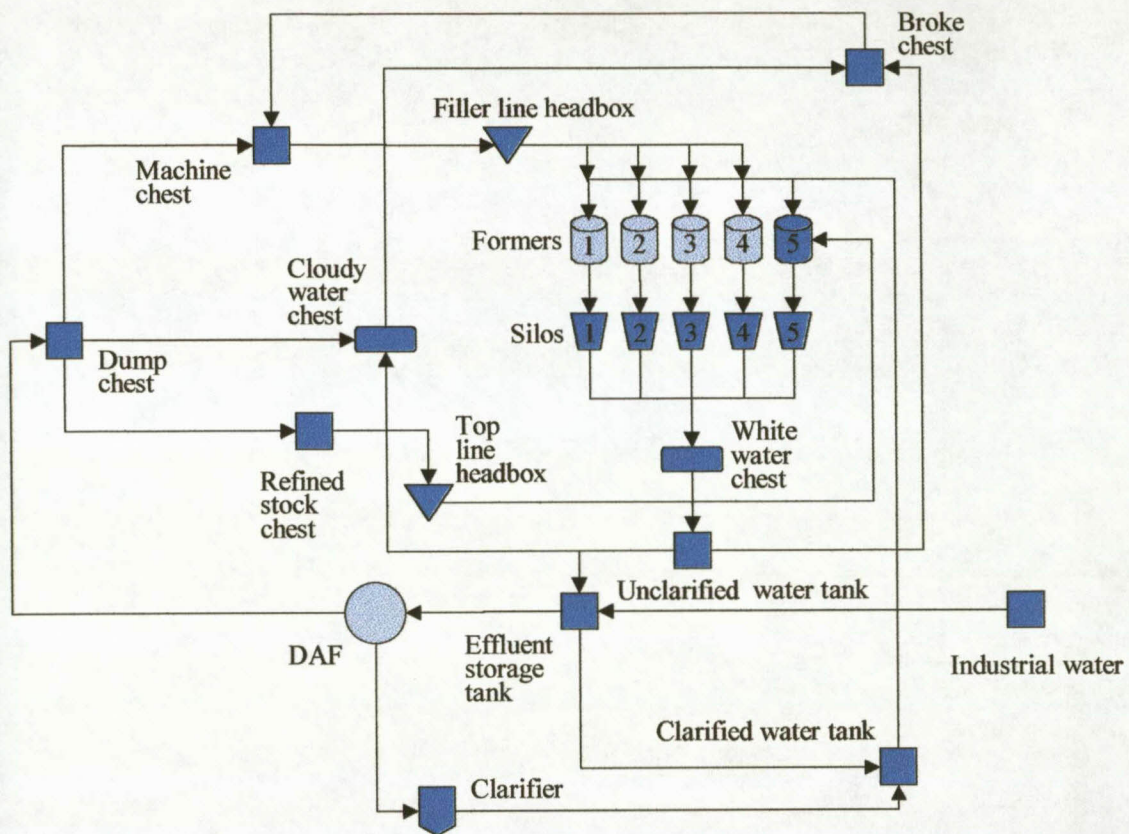 Broke
chest
Filler line headbox
Machine
chest
Formers
1 2 3 4 5
Cloudy
water
chest
Silos
1 2 3 4 5
Dump
chest
Top
line
headbox
White
water
chest
Refined
stock
chest
Unclarified water tank
DAF
Effluent
storage
tank
Industrial water
Clarified water tank
Clarifier